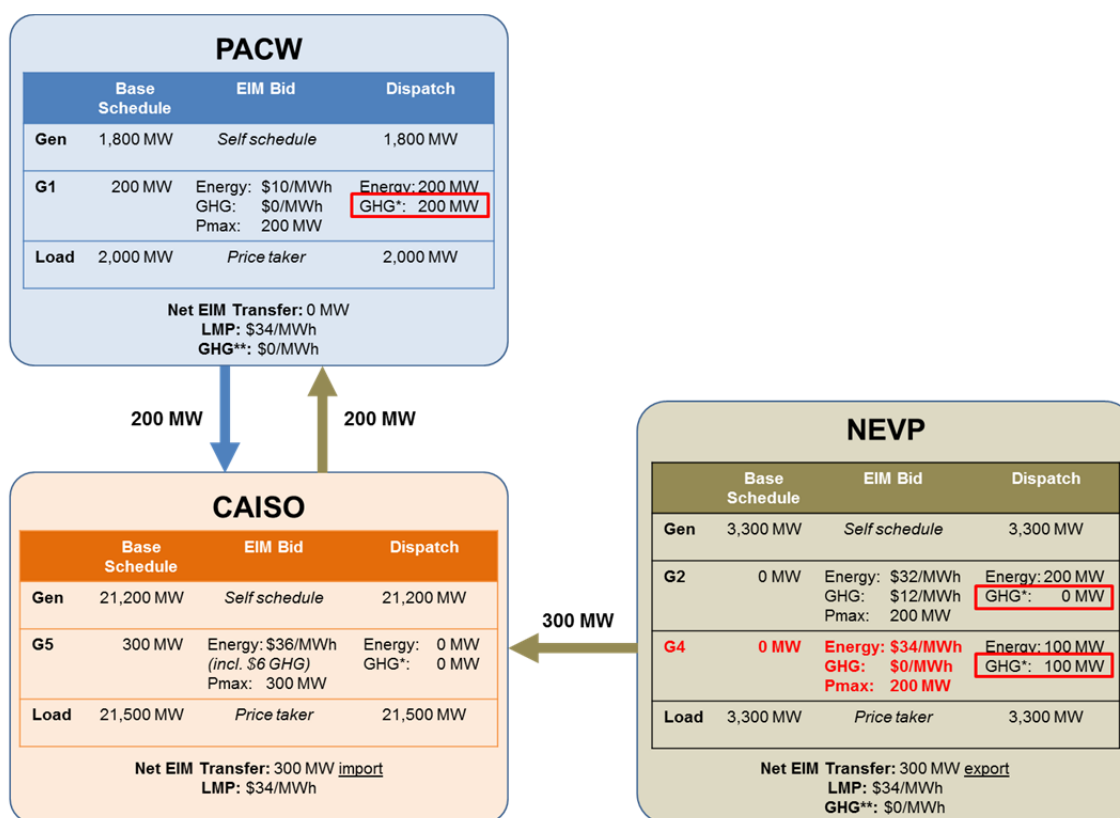 PACW
Base Schedule EIM Bid Dispatch
Gen 1,800 MW Self schedule 1,800 MW
G1 200 MW Energy: $10/MWh Energy: 200 MW
GHG: $0/MWh GHG*: 200 MW
Pmax: 200 MW
Load 2,000 MW Price taker 2,000 MW
Net EIM Transfer: 0 MW
LMP: $34/MWh
GHG**: $0/MWh
200 MW
200 MW
CAISO
Base Schedule EIM Bid Dispatch
Gen 21,200 MW Self schedule 21,200 MW
G5 300 MW Energy: $36/MWh Energy: 0 MW
(incl. $6 GHG) GHG*: 0 MW
Pmax: 300 MW
Load 21,500 MW Price taker 21,500 MW
Net EIM Transfer: 300 MW import
LMP: $34/MWh
300 MW
NEVP
Base Schedule EIM Bid Dispatch
Gen 3,300 MW Self schedule 3,300 MW
G2 0 MW Energy: $32/MWh Energy: 200 MW
GHG: $12/MWh GHG*: 0 MW
Pmax: 200 MW
G4 0 MW Energy: $34/MWh Energy: 100 MW
GHG: $0/MWh GHG*: 100 MW
Pmax: 200 MW
Load 3,300 MW Price taker 3,300 MW
Net EIM Transfer: 300 MW export
LMP: $34/MWh
GHG**: $0/MWh